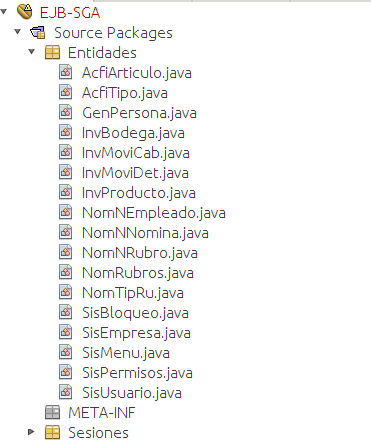 EJB-SGA
Source Packages
Entidades
AcfiArticulo.java
AcfiTipo.java
GenPersona.java
InvBodega.java
InvMoviCab.java
InvMoviDet.java
InvProducto.java
NomNEmpleado.java
NomNNomina.java
NomNRubro.java
NomRubros.java
NomTipRu.java
SisBloqueo.java
SisEmpresa.java
SisMenu.java
SisPermisos.java
SisUsuario.java
META-INF
Sesiones